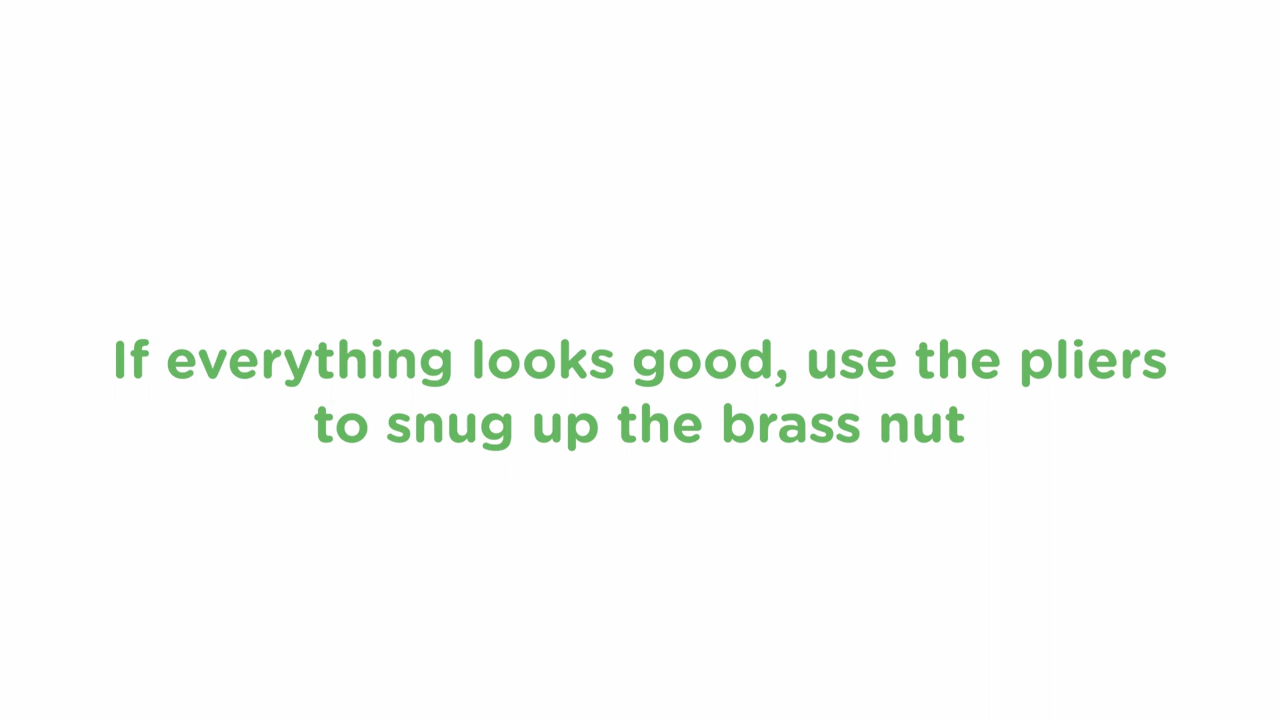 If everything looks good, use the pliers
to snug up the brass nut